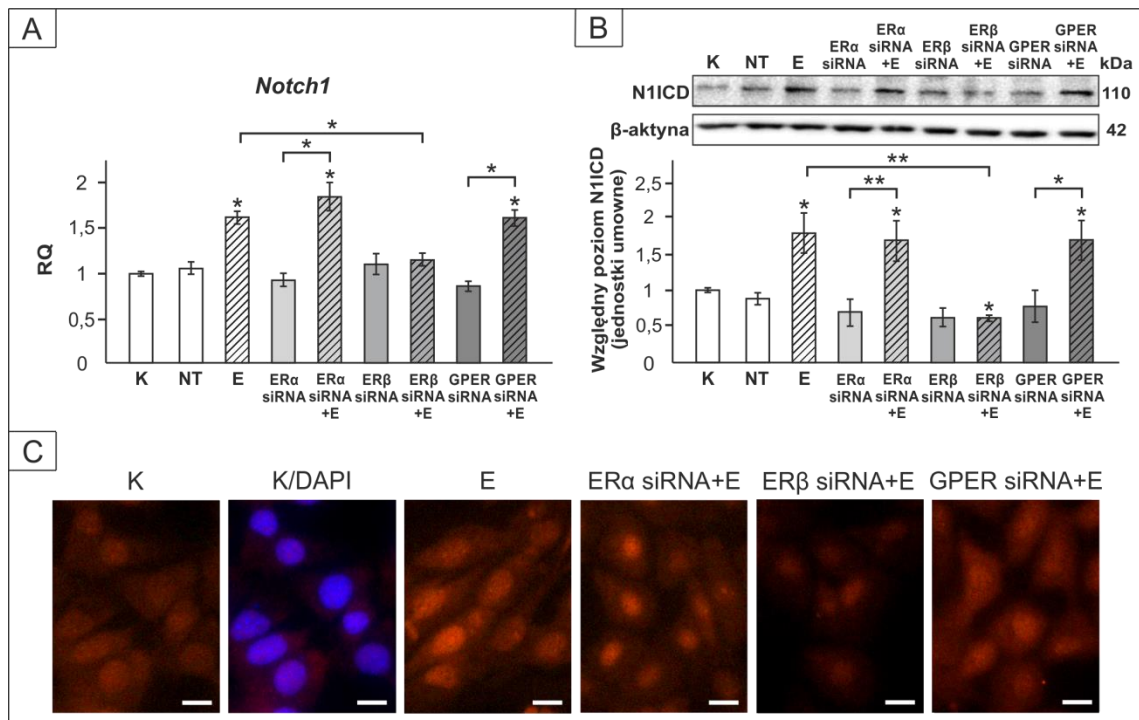 A
Notch1
*
*
*
*
*
*
RQ
2
1,5
1
0,5
0
K
NT
E
ERα
siRNA
ERα
siRNA
+E
ERβ
siRNA
ERβ
siRNA
+E
GPER
siRNA
GPER
siRNA
+E
B
K
NT
E
ERα
siRNA
ERα
siRNA
+E
ERβ
siRNA
ERβ
siRNA
+E
GPER
siRNA
GPER
siRNA
+E
kDa
N1ICD
110
β-aktyna
42
**
**
*
*
*
*
*
Względny poziom N1ICD
(jednostki umowne)
2,5
2
1,5
1
0,5
0
K
NT
E
ERα
siRNA
ERα
siRNA
+E
ERβ
siRNA
ERβ
siRNA
+E
GPER
siRNA
GPER
siRNA
+E
C
K
K/DAPI
E
ERα siRNA+E
ERβ siRNA+E
GPER siRNA+E